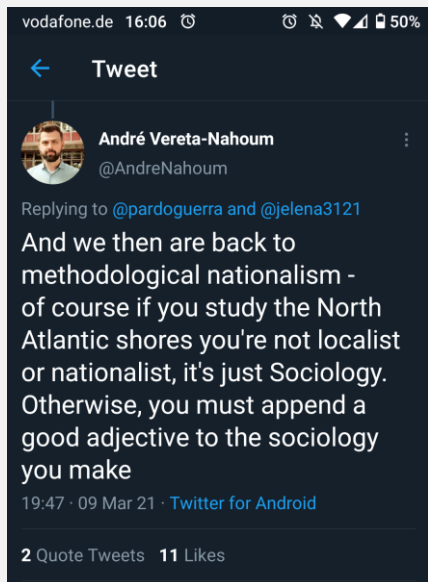 vodafone.de 16:06 50%
Tweet
André Vereta-Nahoum
@AndreNahoum
Replying to @pardoguerra and @jelena3121
And we then are back to
methodological nationalism -
of course if you study the North
Atlantic shores you're not localist
or nationalist, it's just Sociology.
Otherwise, you must append a
good adjective to the sociology
you make
19:47 · 09 Mar 21 · Twitter for Android
2 Quote Tweets 11 Likes